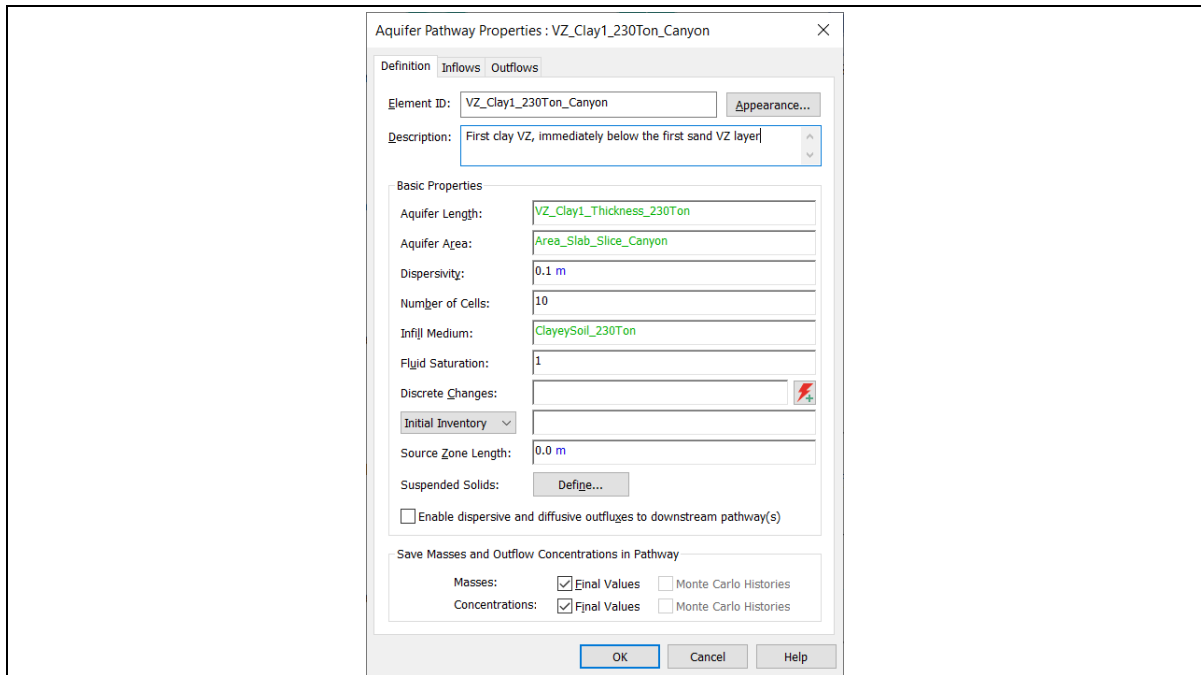 Aquifer Pathway Properties : VZ_Clay1_230Ton_Canyon
Definition Inflows Outflows
Element ID: VZ_Clay1_230Ton_Canyon Appearance...
Description: First clay VZ, immediately below the first sand VZ layer
Basic Properties
Aquifer Length: VZ_Clay1_Thickness_230Ton
Aquifer Area: Area_Slab_Slice_Canyon
Dispersivity: 0.1 m
Number of Cells: 10
Infill Medium: ClayeySoil_230Ton
Fluid Saturation: 1
Discrete Changes:
Initial Inventory
Source Zone Length: 0.0 m
Suspended Solids: Define...
Enable dispersive and diffusive outfluxes to downstream pathway(s)
Save Masses and Outflow Concentrations in Pathway
Masses: Final Values Monte Carlo Histories
Concentrations: Final Values Monte Carlo Histories
OK Cancel Help